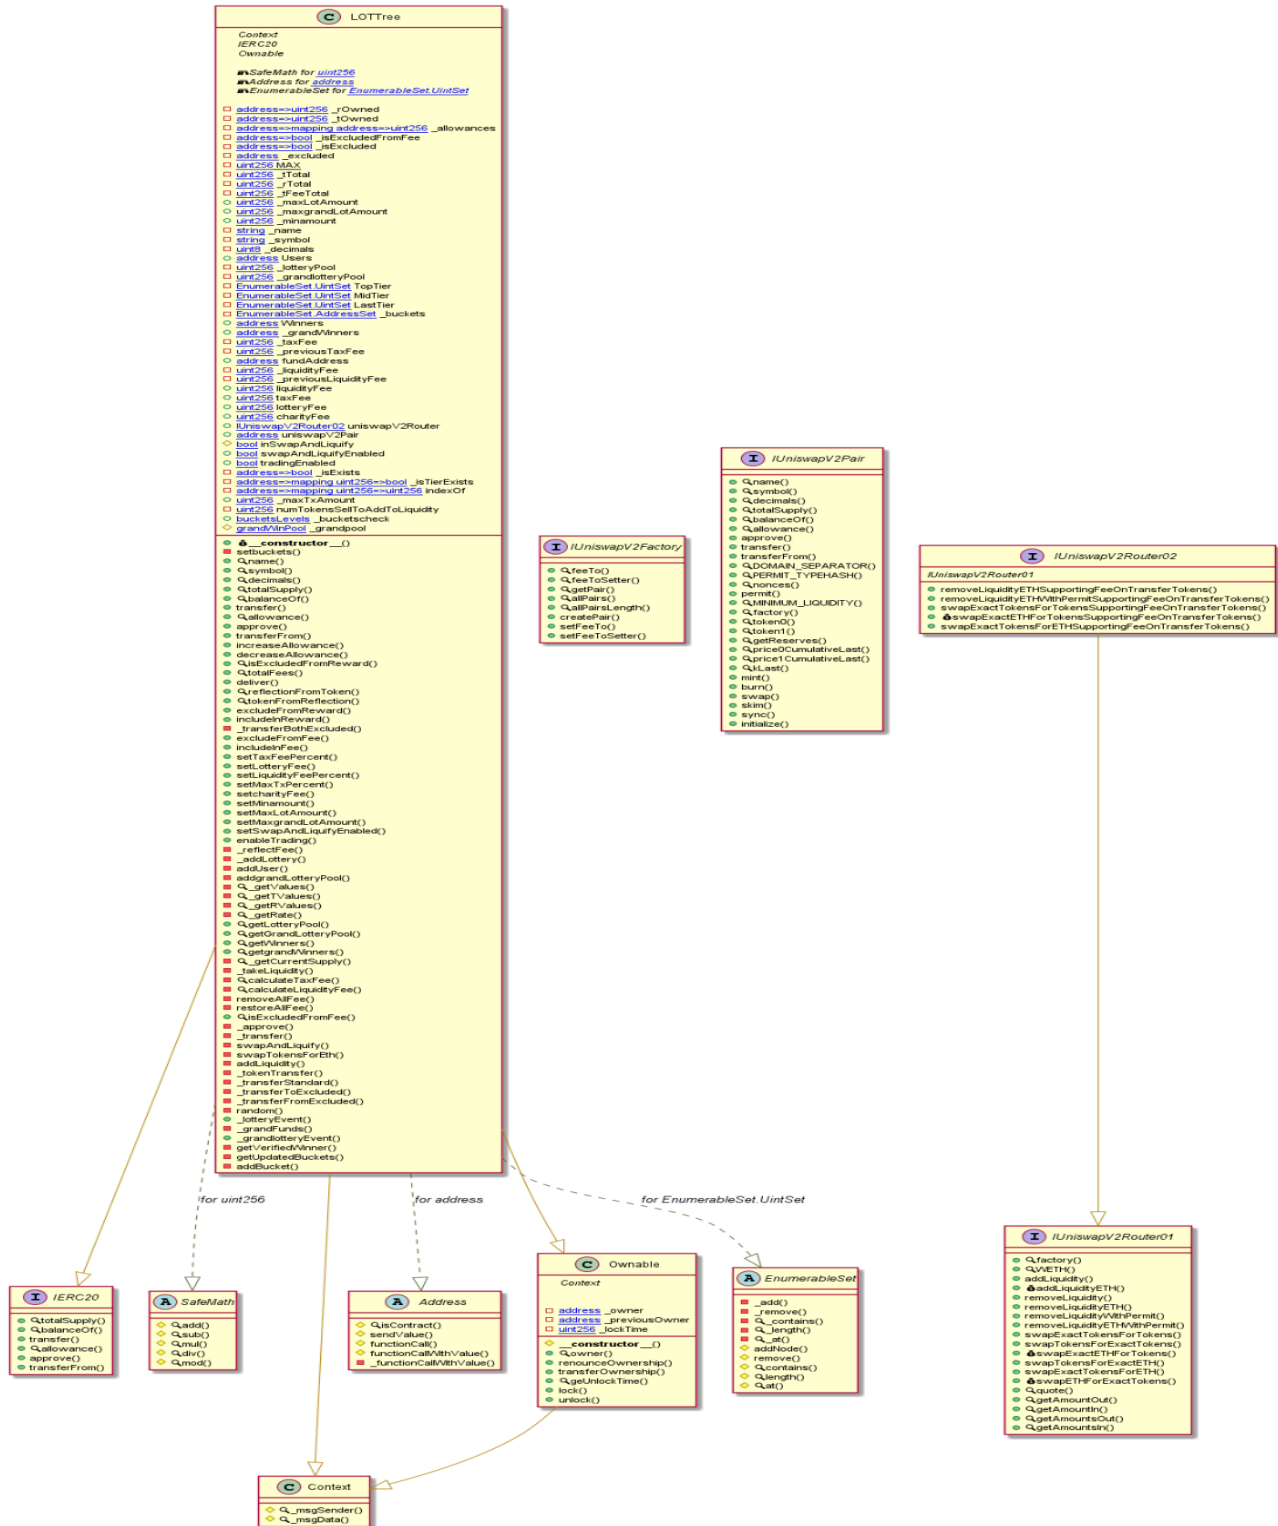 C LOTTree
Context
IERC20
Ownable
SafeMath for uint256
Address for address
EnumerableSet for EnumerableSet.UintSet
address=>uint256 _rOwned
address=>uint256 _tOwned
address=>mapping address=>uint256 _allowances
address=>bool _isExcludedFromFee
address=>bool _isExcluded
address _excluded
uint256 MAX
uint256 _tTotal
uint256 _rTotal
uint256 _tFeeTotal
uint256 _maxLotAmount
uint256 _maxgrandLotAmount
uint256 _minamount
string _name
string _symbol
uint8 _decimals
address Users
uint256 _lotteryPool
uint256 _grandlotteryPool
EnumerableSet.UintSet TopTier
EnumerableSet.UintSet MidTier
EnumerableSet.UintSet LastTier
EnumerableSet.AddressSet _buckets
address Winners
address _grandWinners
uint256 _taxFee
uint256 _previousTaxFee
address fundAddress
uint256 _liquidityFee
uint256 _previousLiquidityFee
uint256 liquidityFee
uint256 taxFee
uint256 lotteryFee
uint256 charityFee
IUniswapV2Router02 uniswapV2Router
address uniswapV2Pair
bool inSwapAndLiquify
bool swapAndLiquifyEnabled
bool tradingEnabled
address=>bool _isExists
address=>mapping uint256=>bool _isTierExists
address=>mapping uint256=>uint256 indexOf
uint256 _maxTxAmount
uint256 numTokensSellToAddToLiquidity
bucketsLevels _bucketscheck
grandWinPool _grandpool
__constructor__()
setbuckets()
name()
symbol()
decimals()
totalSupply()
balanceOf()
transfer()
allowance()
approve()
transferFrom()
increaseAllowance()
decreaseAllowance()
isExcludedFromReward()
totalFees()
deliver()
reflectionFromToken()
tokenFromReflection()
excludeFromReward()
includeInReward()
_transferBothExcluded()
excludeFromFee()
includeInFee()
setTaxFeePercent()
setLotteryFee()
setLiquidityFeePercent()
setMaxTxPercent()
setcharityFee()
setMinamount()
setMaxLotAmount()
setMaxgrandLotAmount()
setSwapAndLiquifyEnabled()
enableTrading()
_reflectFee()
_addLottery()
addUser()
addgrandLotteryPool()
_getValues()
_getTValues()
_getRValues()
_getRate()
getLotteryPool()
getGrandLotteryPool()
getWinners()
getgrandWinners()
_getCurrentSupply()
_takeLiquidity()
calculateTaxFee()
calculateLiquidityFee()
removeAllFee()
restoreAllFee()
isExcludedFromFee()
_approve()
_transfer()
swapAndLiquify()
swapTokensForEth()
addLiquidity()
_tokenTransfer()
_transferStandard()
_transferToExcluded()
_transferFromExcluded()
random()
_lotteryEvent()
_grandFunds()
_grandlotteryEvent()
getVerifiedWinner()
getUpdatedBuckets()
addBucket()
I IUniswapV2Factory
feeTo()
feeToSetter()
getPair()
allPairs()
allPairsLength()
createPair()
setFeeTo()
setFeeToSetter()
I IUniswapV2Pair
name()
symbol()
decimals()
totalSupply()
balanceOf()
allowance()
approve()
transfer()
transferFrom()
DOMAIN_SEPARATOR()
PERMIT_TYPEHASH()
nonces()
permit()
MINIMUM_LIQUIDITY()
factory()
token0()
token1()
getReserves()
price0CumulativeLast()
price1CumulativeLast()
kLast()
mint()
burn()
swap()
skim()
sync()
initialize()
I IUniswapV2Router02
IUniswapV2Router01
removeLiquidityETHSupportingFeeOnTransferTokens()
removeLiquidityETHWithPermitSupportingFeeOnTransferTokens()
swapExactTokensForTokensSupportingFeeOnTransferTokens()
swapExactETHForTokensSupportingFeeOnTransferTokens()
swapExactTokensForETHSupportingFeeOnTransferTokens()
for uint256
for address
for EnumerableSet.UintSet
I IERC20
totalSupply()
balanceOf()
transfer()
allowance()
approve()
transferFrom()
A SafeMath
add()
sub()
mul()
div()
mod()
A Address
isContract()
sendValue()
functionCall()
functionCallWithValue()
_functionCallWithValue()
C Ownable
Context
address _owner
address _previousOwner
uint256 _lockTime
__constructor__()
owner()
renounceOwnership()
transferOwnership()
geUnlockTime()
lock()
unlock()
A EnumerableSet
_add()
_remove()
_contains()
_length()
_at()
addNode()
remove()
contains()
length()
at()
I IUniswapV2Router01
factory()
WETH()
addLiquidity()
addLiquidityETH()
removeLiquidity()
removeLiquidityETH()
removeLiquidityWithPermit()
removeLiquidityETHWithPermit()
swapExactTokensForTokens()
swapTokensForExactTokens()
swapExactETHForTokens()
swapTokensForExactETH()
swapExactTokensForETH()
swapETHForExactTokens()
quote()
getAmountOut()
getAmountIn()
getAmountsOut()
getAmountsIn()
C Context
_msgSender()
_msgData()